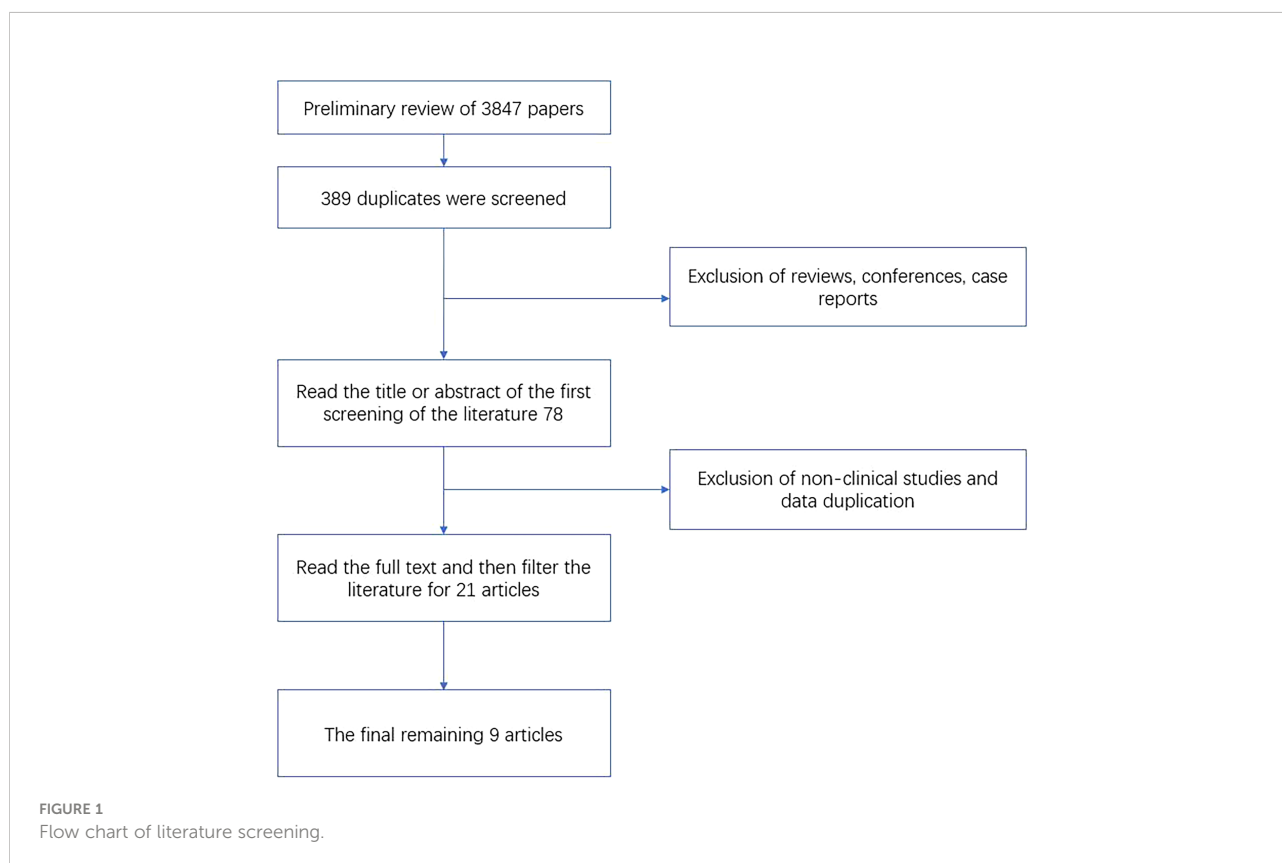 Preliminary review of 3847 papers
389 duplicates were screened
Exclusion of reviews, conferences, case
reports
Read the title or abstract of the first
screening of the literature 78
Exclusion of non-clinical studies and
data duplication
Read the full text and then filter the
literature for 21 articles
The final remaining 9 articles
FIGURE 1
Flow chart of literature screening.